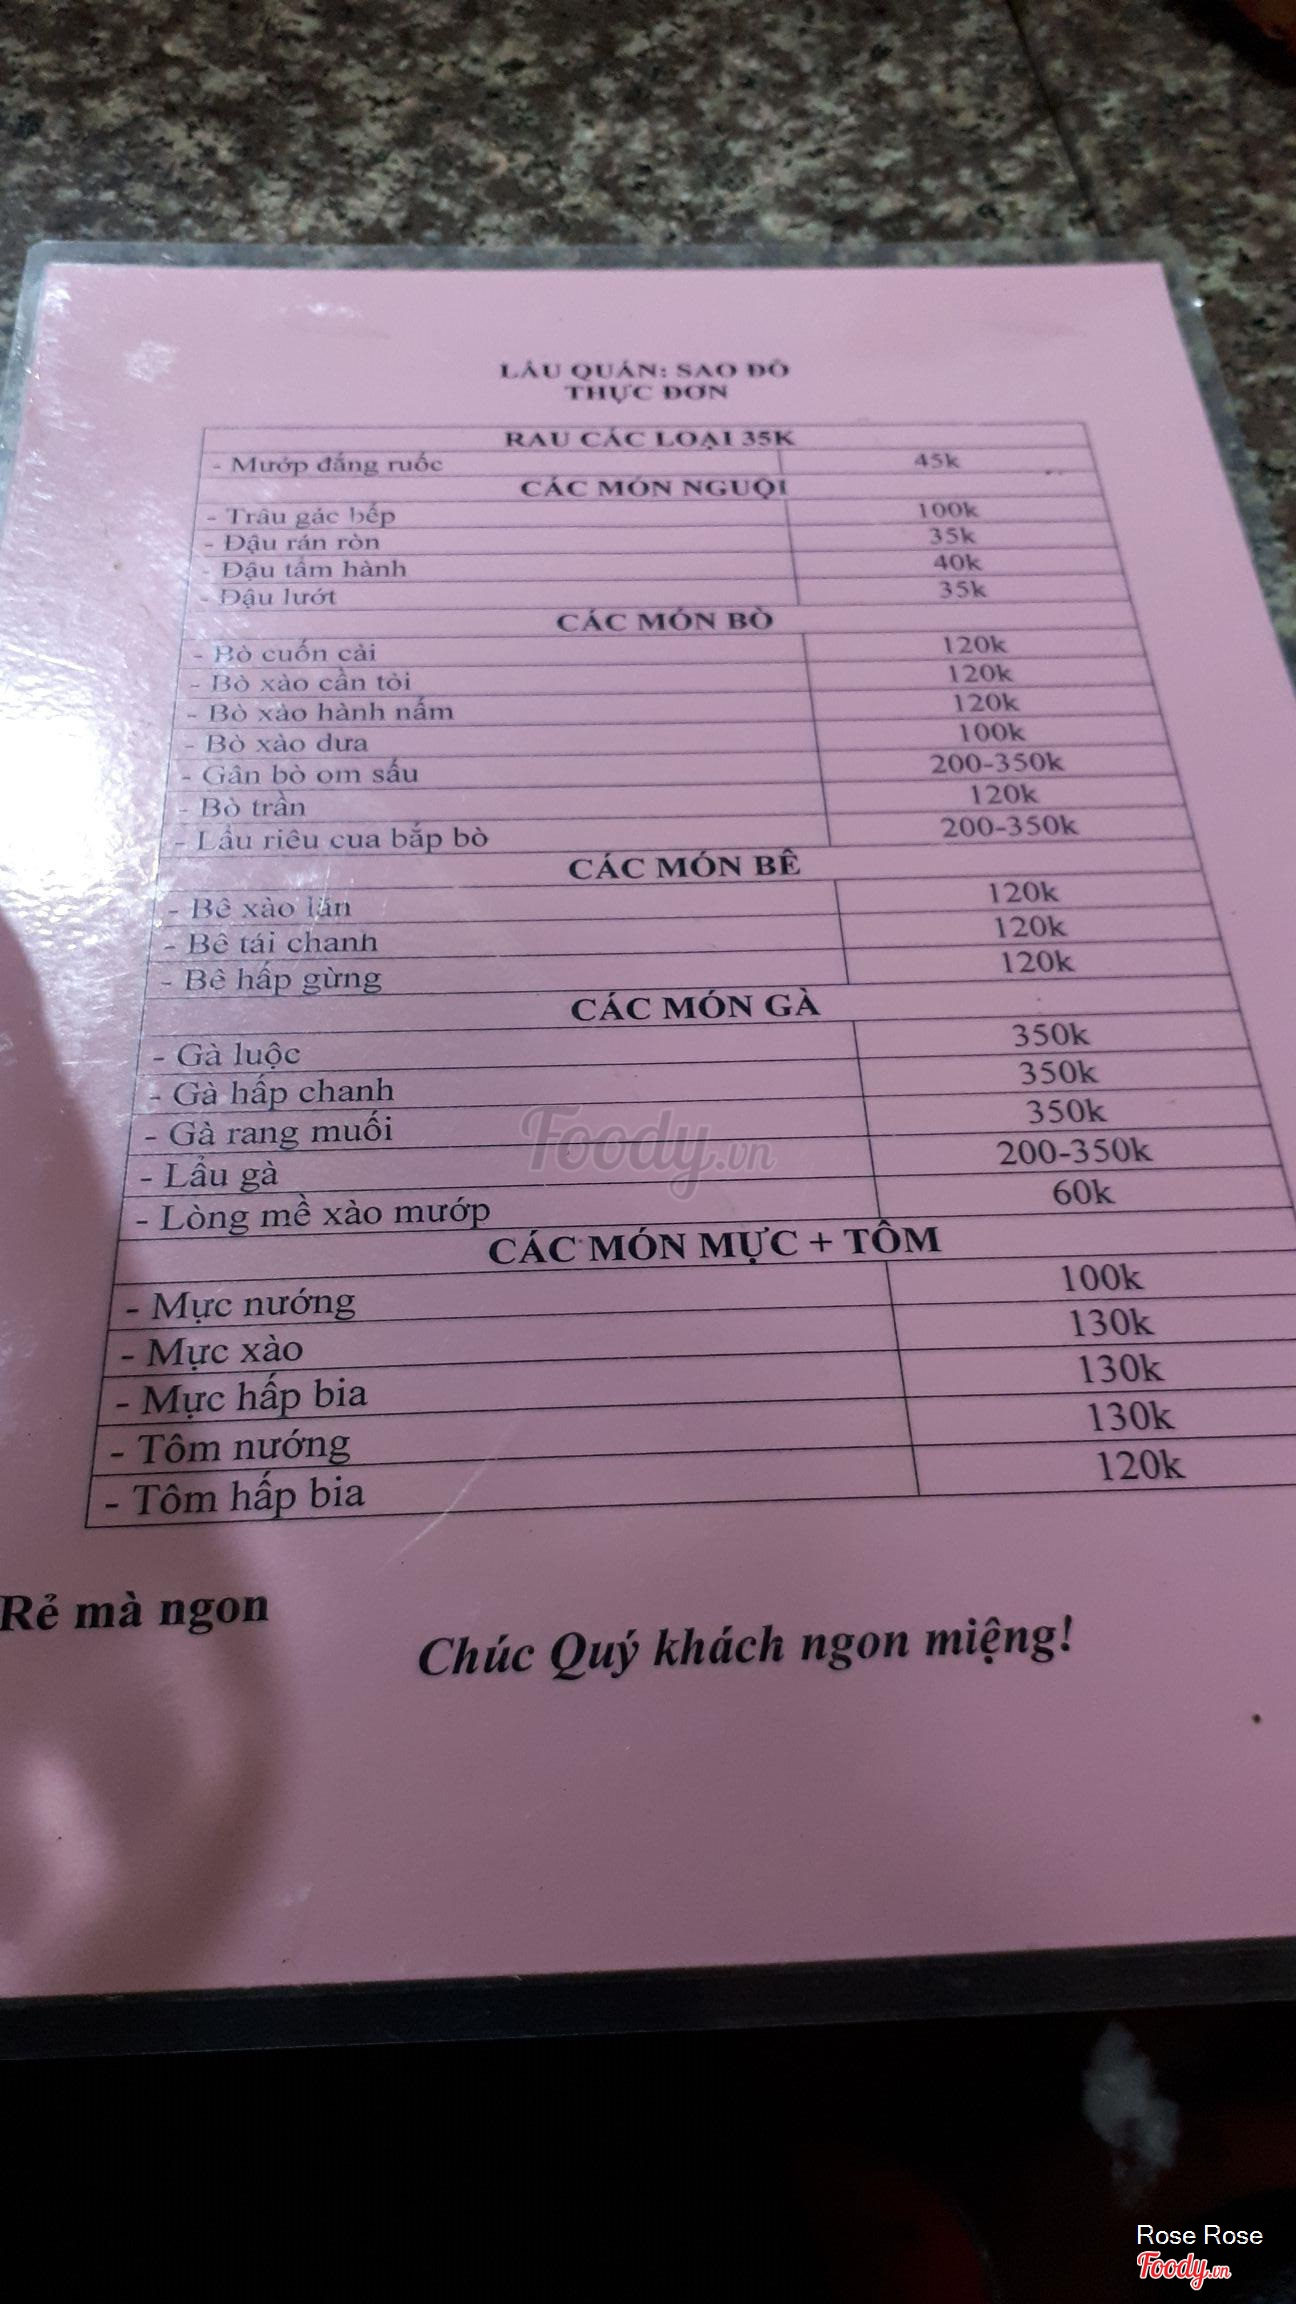 LẨU QUÁN: SAO ĐỎ
THỰC ĐƠN
RAU CÁC LOẠI 35K
- Mướp đắng ruốc 45k
CÁC MÓN NGUỘI
- Trâu gác bếp 100k
- Đậu rán ròn 35k
- Đậu tẩm hành 40k
- Đậu lướt 35k
CÁC MÓN BÒ
- Bò cuốn cải 120k
- Bò xào cần tỏi 120k
- Bò xào hành nấm 120k
- Bò xào dưa 100k
- Gân bò om sấu 200-350k
- Bò trần 120k
- Lẩu riêu cua bắp bò 200-350k
CÁC MÓN BÊ
- Bê xào lăn 120k
- Bê tái chanh 120k
- Bê hấp gừng 120k
CÁC MÓN GÀ
- Gà luộc 350k
- Gà hấp chanh 350k
- Gà rang muối 350k
- Lẩu gà 200-350k
- Lòng mề xào mướp 60k
CÁC MÓN MỰC + TÔM
- Mực nướng 100k
- Mực xào 130k
- Mực hấp bia 130k
- Tôm nướng 130k
- Tôm hấp bia 120k
Rẻ mà ngon
Chúc Quý khách ngon miệng!
Foody.vn
Rose Rose
Foody.vn